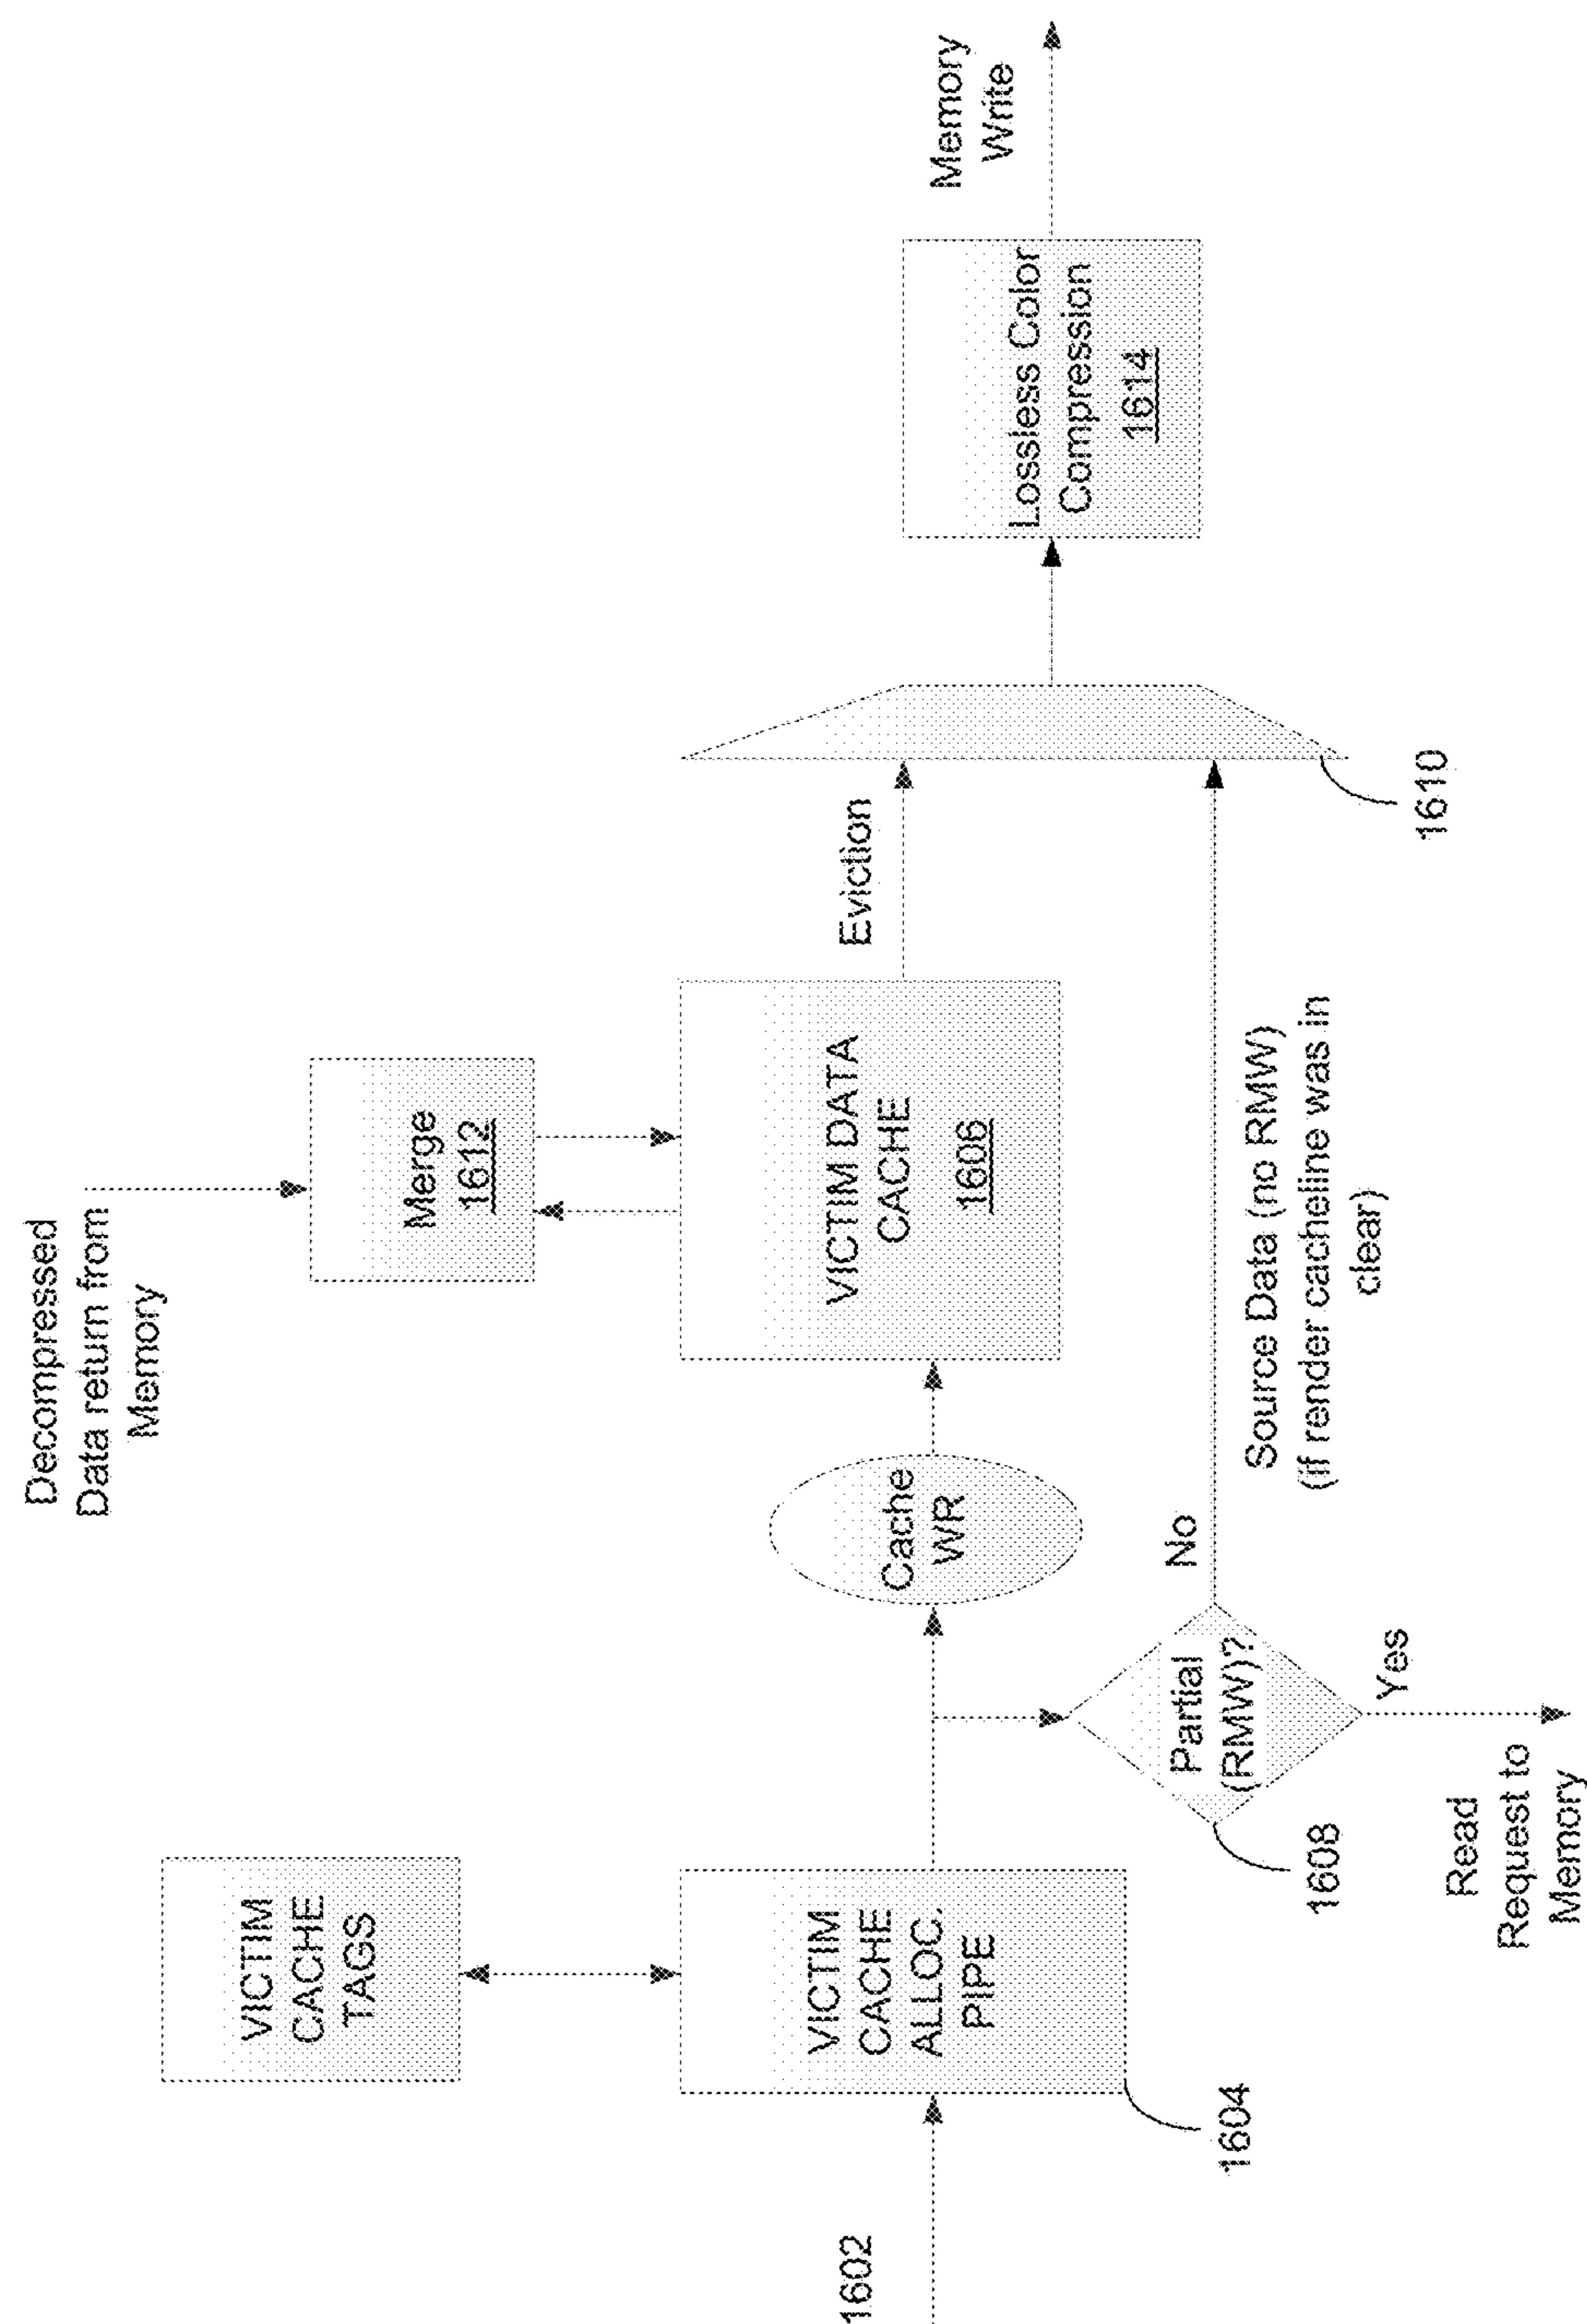 Decompressed
Data return from
Memory
Merge
1612
VICTIM
CACHE
TAGS
1602
VICTIM
CACHE
ALLOC.
PIPE
1604
Cache
WR
VICTIM DATA
CACHE
1606
Eviction
Memory
Write
Lossless Color
Compression
1614
Partial
(RMW)?
1608
No
Yes
Source Data (no RMW)
(if render cacheline was in
clear)
1610
Read
Request to
Memory